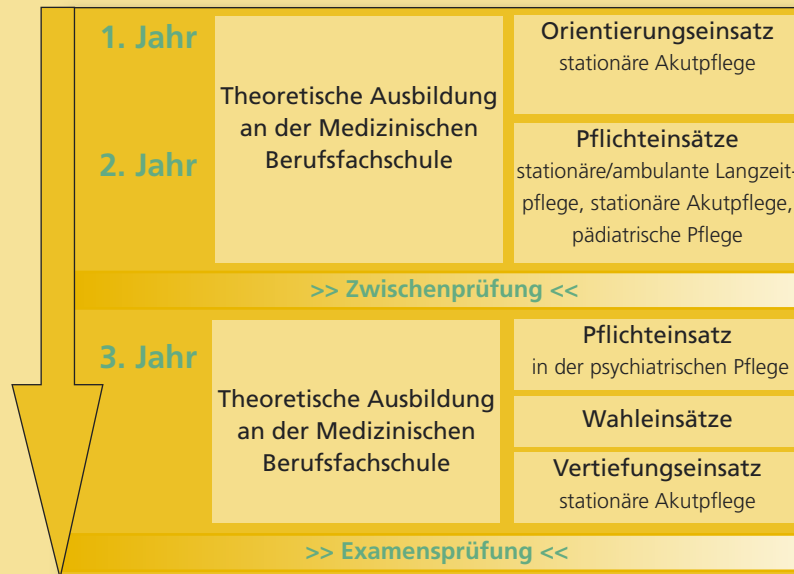 1. Jahr
2. Jahr
Theoretische Ausbildung
an der Medizinischen
Berufsfachschule
Orientierungseinsatz
stationäre Akutpflege
Pflichteinsätze
stationäre/ambulante Langzeit-
pflege, stationäre Akutpflege,
pädiatrische Pflege
>> Zwischenprüfung <<
3. Jahr
Theoretische Ausbildung
an der Medizinischen
Berufsfachschule
Pflichteinsatz
in der psychiatrischen Pflege
Wahleinsätze
Vertiefungseinsatz
stationäre Akutpflege
>> Examensprüfung <<